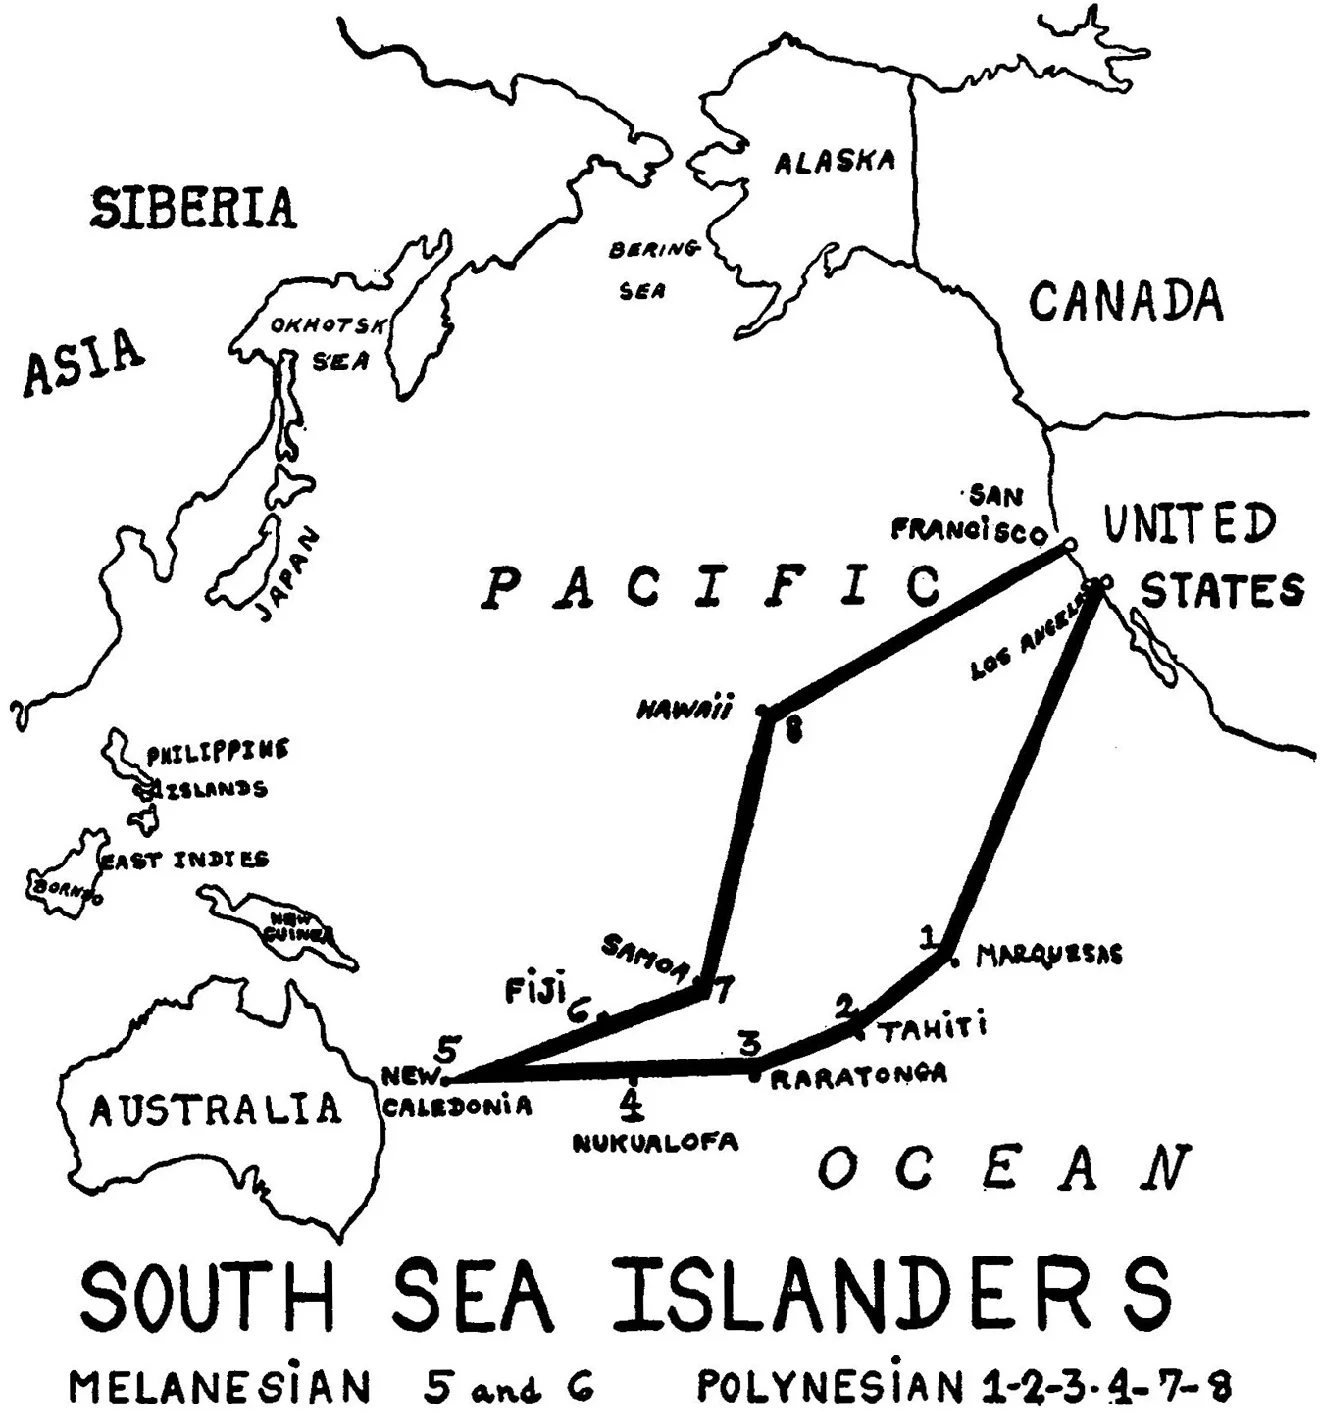 ALASKA
SIBERIA
BERING
SEA
CANADA
OKHOTSK
SEA
ASIA
SAN
FRANCISCO
UNITED
STATES
JAPAN
PACIFIC
LOS ANGELES
HAWAII
8
PHILIPPINE
ISLANDS
EAST INDIES
BORNEO
NEW
GUINEA
1
MARQUESAS
SAMOA
7
FIJI
6
2
TAHITI
3
RARATONGA
5
NEW
CALEDONIA
4
NUKUALOFA
AUSTRALIA
OCEAN
SOUTH SEA ISLANDERS
MELANESIAN 5 and 6 POLYNESIAN 1-2-3-4-7-8